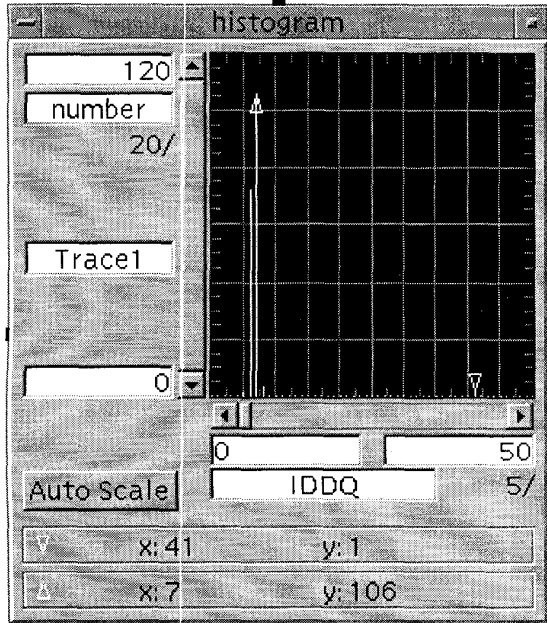 histogram
120
number
20/
Trace1
0
0 50
Auto Scale IDDQ 5/
x: 41 y: 1
x: 7 y: 106